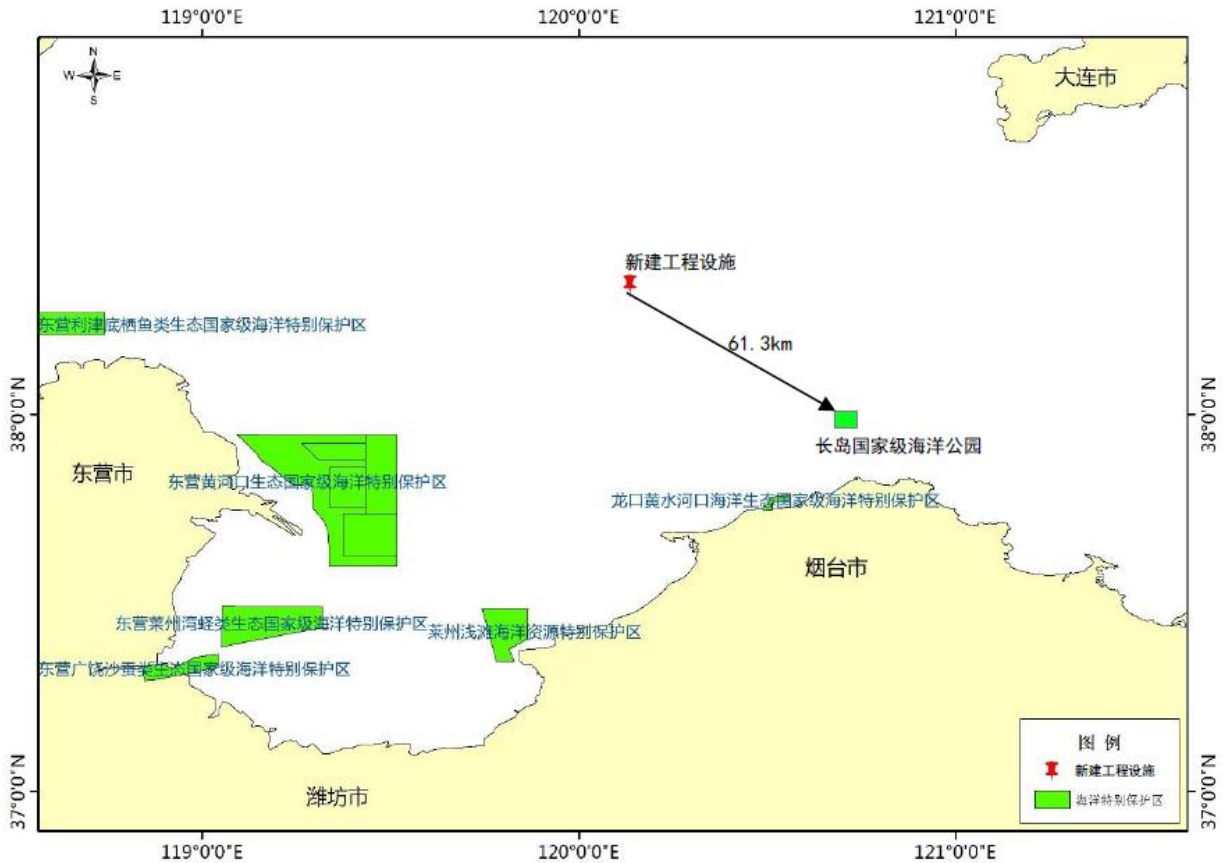 119°0'0"E
120°0'0"E
121°0'0"E
N
W
E
S
大连市
新建工程设施
东营利津底栖鱼类生态国家级海洋特别保护区
61.3km
38°0'0"N
38°0'0"N
长岛国家级海洋公园
东营市
东营黄河口生态国家级海洋特别保护区
龙口黄水河口海洋生态国家级海洋特别保护区
烟台市
东营莱州湾蛏类生态国家级海洋特别保护区
莱州浅滩海洋资源特别保护区
东营广饶沙蚕类生态国家级海洋特别保护区
图 例
新建工程设施
海洋特别保护区
37°0'0"N
37°0'0"N
潍坊市
119°0'0"E
120°0'0"E
121°0'0"E